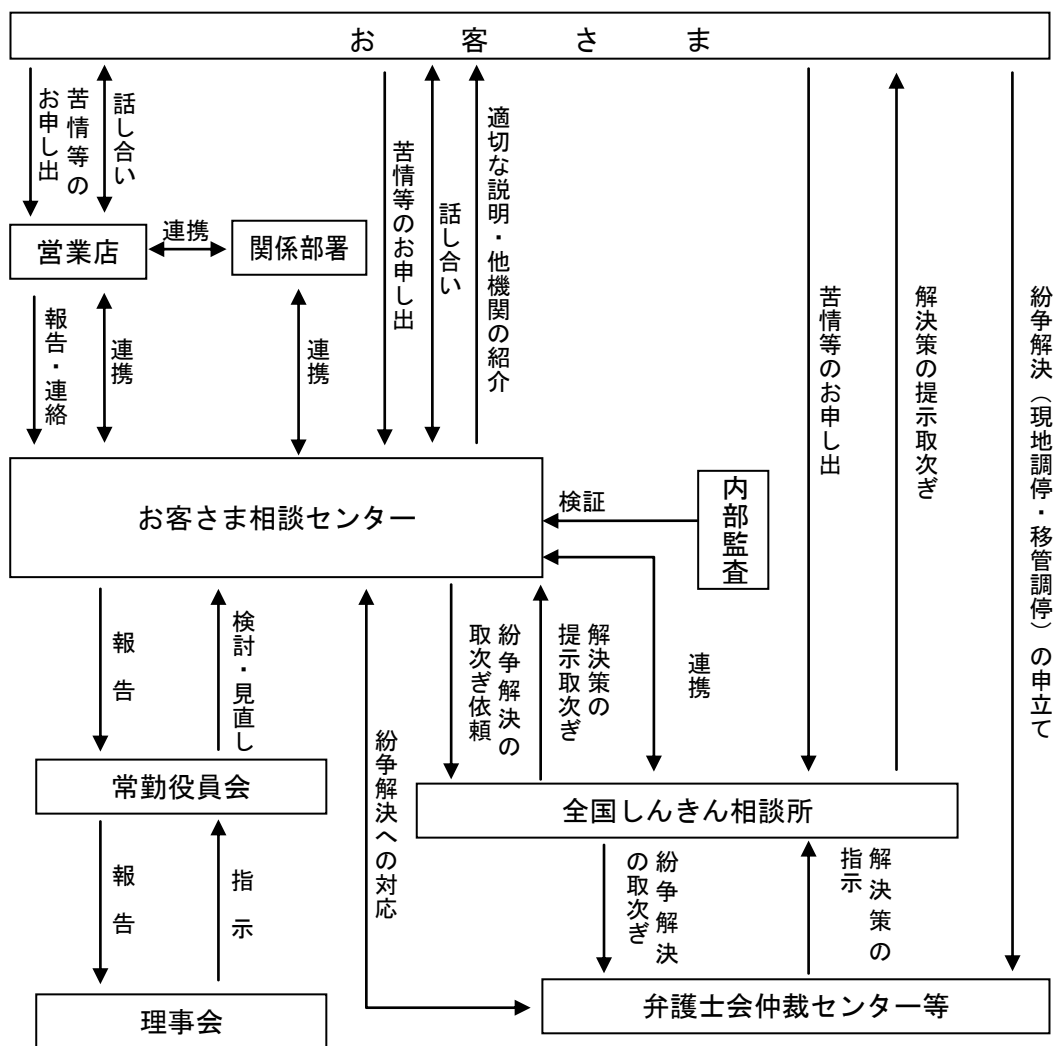 お客さま
苦情等の
お申し出
話し合い
苦情等のお申し出
話し合い
適切な説明・他機関の紹介
苦情等のお申し出
解決策の提示取次ぎ
紛争解決（現地調停・移管調停）の申立て
営業店
連携
関係部署
報告・連絡
連携
連携
お客さま相談センター
検証
内部監査
報告
検討・見直し
紛争解決への対応
紛争解決の
取次ぎ依頼
解決策の
提示取次ぎ
連携
常勤役員会
全国しんきん相談所
報告
指示
紛争解決
の取次ぎ
解決策の
指示
理事会
弁護士会仲裁センター等